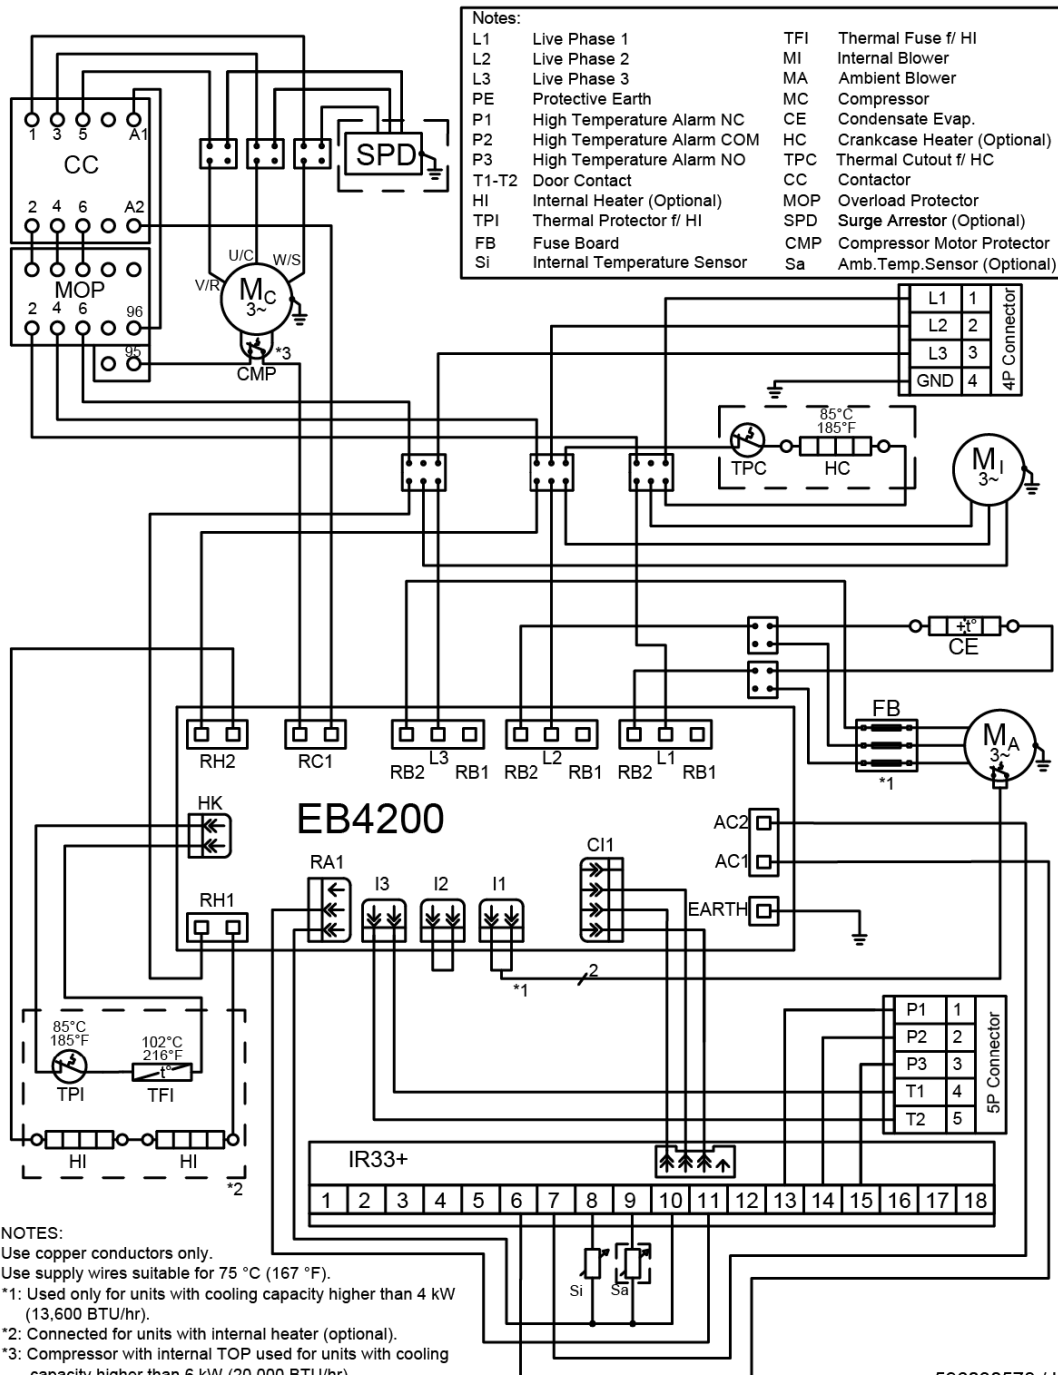 Notes:
L1 Live Phase 1 TFI Thermal Fuse f/ HI
L2 Live Phase 2 MI Internal Blower
L3 Live Phase 3 MA Ambient Blower
PE Protective Earth MC Compressor
P1 High Temperature Alarm NC CE Condensate Evap.
P2 High Temperature Alarm COM HC Crankcase Heater (Optional)
P3 High Temperature Alarm NO TPC Thermal Cutout f/ HC
T1-T2 Door Contact CC Contactor
HI Internal Heater (Optional) MOP Overload Protector
TPI Thermal Protector f/ HI SPD Surge Arrestor (Optional)
FB Fuse Board CMP Compressor Motor Protector
Si Internal Temperature Sensor Sa Amb.Temp.Sensor (Optional)
1 3 5 A1
CC
2 4 6 A2
MOP
2 4 6 96
95
SPD
U/C
V/R
W/S
MC
3~
*3
CMP
L1 1
L2 2
L3 3
GND 4
4P Connector
85°C
185°F
TPC
HC
MI
3~
+t°
CE
FB
*1
MA
3~
RH2
RC1
RB2 L3 RB1
RB2 L2 RB1
RB2 L1 RB1
HK
EB4200
AC2
AC1
EARTH
RA1
I3
I2
I1
CI1
RH1
*1
2
85°C
185°F
TPI
102°C
216°F
t°
TFI
HI
HI
*2
P1 1
P2 2
P3 3
T1 4
T2 5
5P Connector
IR33+
1 2 3 4 5 6 7 8 9 10 11 12 13 14 15 16 17 18
Si
Sa
NOTES:
Use copper conductors only.
Use supply wires suitable for 75 °C (167 °F).
*1: Used only for units with cooling capacity higher than 4 kW
(13,600 BTU/hr).
*2: Connected for units with internal heater (optional).
*3: Compressor with internal TOP used for units with cooling
capacity higher than 6 kW (20,000 BTU/hr)